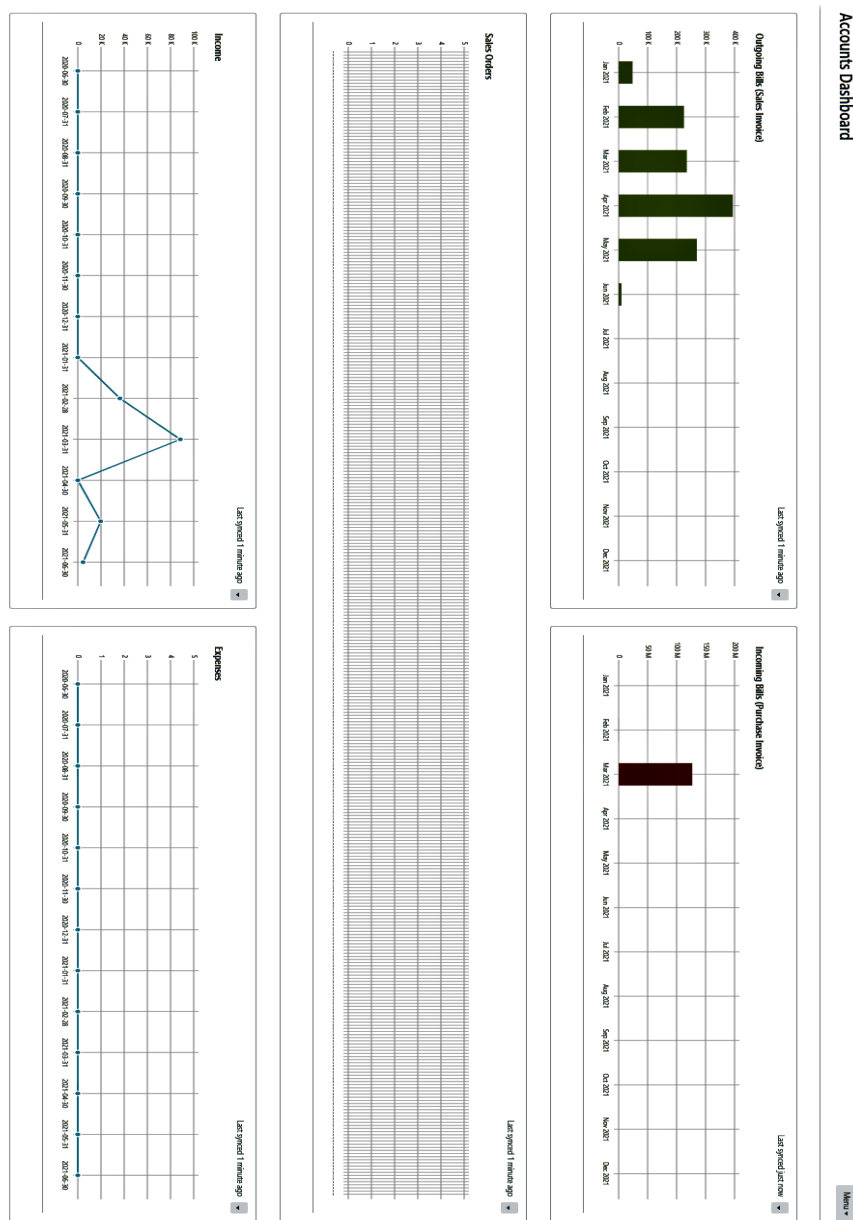 Accounts Dashboard
Menu
Outgoing Bills (Sales Invoice)
Last synced 1 minute ago
400 K
300 K
200 K
100 K
0
Jan 2021 Feb 2021 Mar 2021 Apr 2021 May 2021 Jun 2021 Jul 2021 Aug 2021 Sep 2021 Oct 2021 Nov 2021 Dec 2021
Incoming Bills (Purchase Invoice)
Last synced just now
200 M
150 M
100 M
50 M
0
Jan 2021 Feb 2021 Mar 2021 Apr 2021 May 2021 Jun 2021 Jul 2021 Aug 2021 Sep 2021 Oct 2021 Nov 2021 Dec 2021
Sales Orders
Last synced 1 minute ago
5
4
3
2
1
0
Income
Last synced 1 minute ago
100 K
80 K
60 K
40 K
20 K
0
2020-06-30 2020-07-31 2020-08-31 2020-09-30 2020-10-31 2020-11-30 2020-12-31 2021-01-31 2021-02-28 2021-03-31 2021-04-30 2021-05-31 2021-06-30
Expenses
Last synced 1 minute ago
5
4
3
2
1
0
2020-06-30 2020-07-31 2020-08-31 2020-09-30 2020-10-31 2020-11-30 2020-12-31 2021-01-31 2021-02-28 2021-03-31 2021-04-30 2021-05-31 2021-06-30